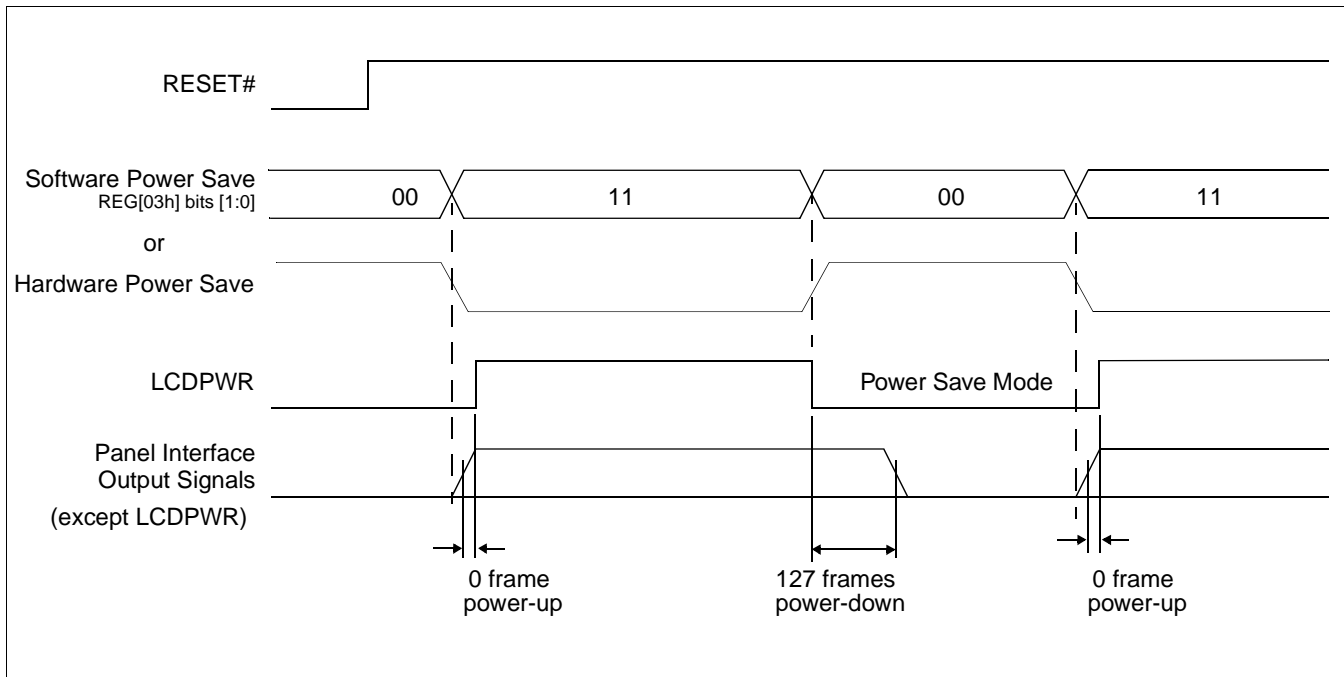 RESET#
Software Power Save
REG[03h] bits [1:0]
00
11
00
11
or
Hardware Power Save
LCDPWR
Power Save Mode
Panel Interface
Output Signals
(except LCDPWR)
0 frame
power-up
127 frames
power-down
0 frame
power-up